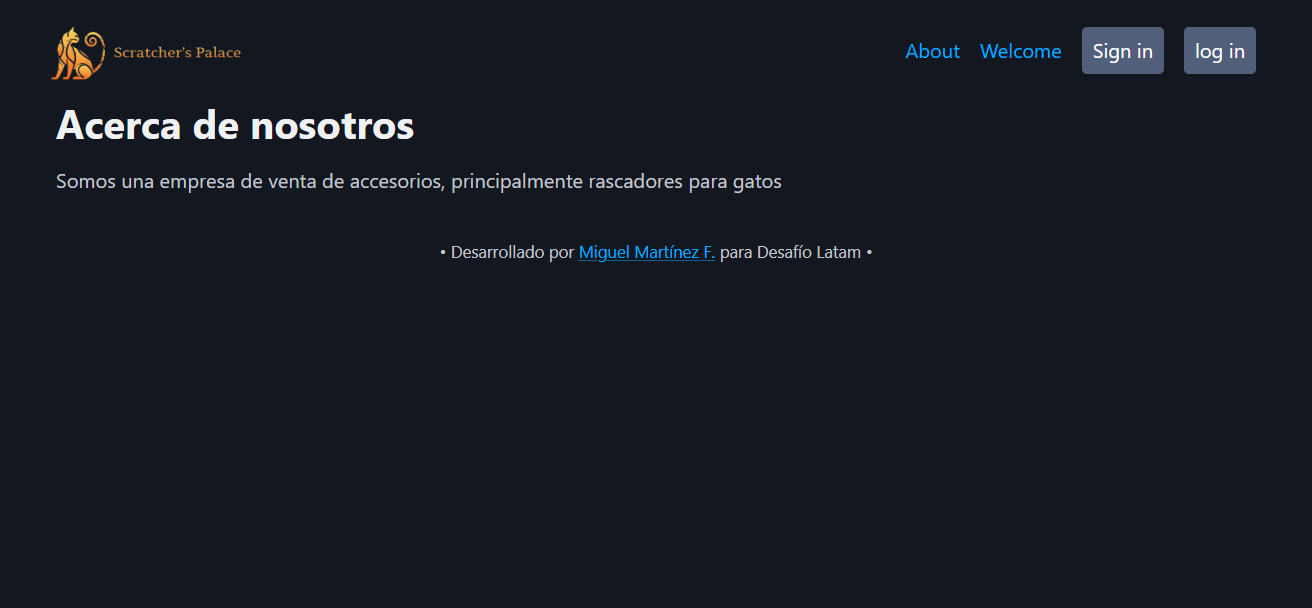 Scratcher's Palace
About Welcome Sign in log in
Acerca de nosotros
Somos una empresa de venta de accesorios, principalmente rascadores para gatos
• Desarrollado por Miguel Martínez F. para Desafío Latam •